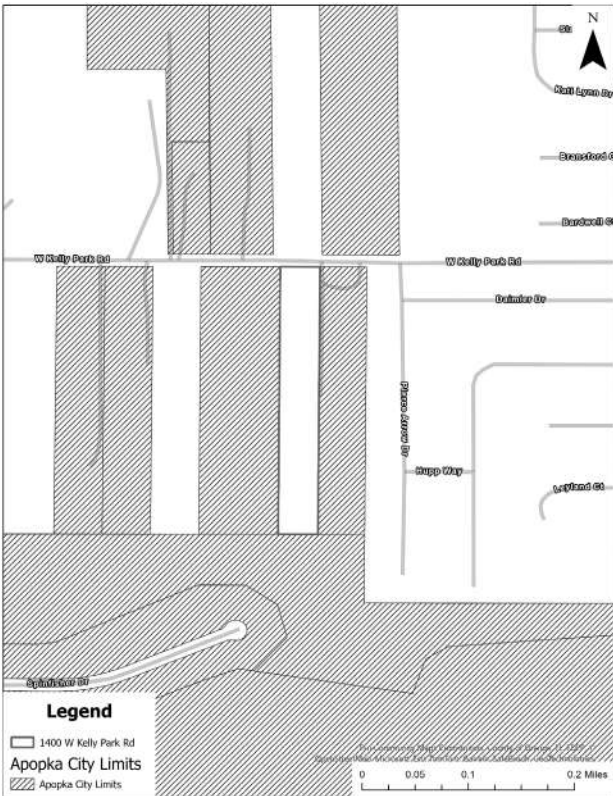 N
Kati Lynn Dr
Bransford C
Bardwell Ct
W Kelly Park Rd
W Kelly Park Rd
Daimler Dr
Pierce Arrow Dr
Hupp Way
Leyland Ct
Spinfisher Dr
Legend
1400 W Kelly Park Rd
Apopka City Limits
Apopka City Limits
0 0.05 0.1 0.2 Miles